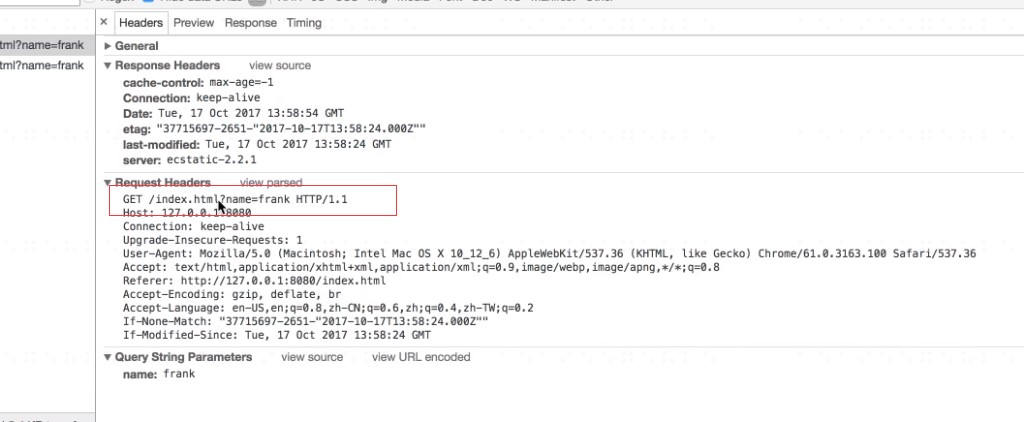 Headers Preview Response Timing
tml?name=frank
General
tml?name=frank
Response Headers view source
cache-control: max-age=-1
Connection: keep-alive
Date: Tue, 17 Oct 2017 13:58:54 GMT
etag: "37715697-2651-"2017-10-17T13:58:24.000Z""
last-modified: Tue, 17 Oct 2017 13:58:24 GMT
server: ecstatic-2.2.1
Request Headers view parsed
GET /index.html?name=frank HTTP/1.1
Host: 127.0.0.1:8080
Connection: keep-alive
Upgrade-Insecure-Requests: 1
User-Agent: Mozilla/5.0 (Macintosh; Intel Mac OS X 10_12_6) AppleWebKit/537.36 (KHTML, like Gecko) Chrome/61.0.3163.100 Safari/537.36
Accept: text/html,application/xhtml+xml,application/xml;q=0.9,image/webp,image/apng,*/*;q=0.8
Referer: http://127.0.0.1:8080/index.html
Accept-Encoding: gzip, deflate, br
Accept-Language: en-US,en;q=0.8,zh-CN;q=0.6,zh;q=0.4,zh-TW;q=0.2
If-None-Match: "37715697-2651-"2017-10-17T13:58:24.000Z""
If-Modified-Since: Tue, 17 Oct 2017 13:58:24 GMT
Query String Parameters view source view URL encoded
name: frank